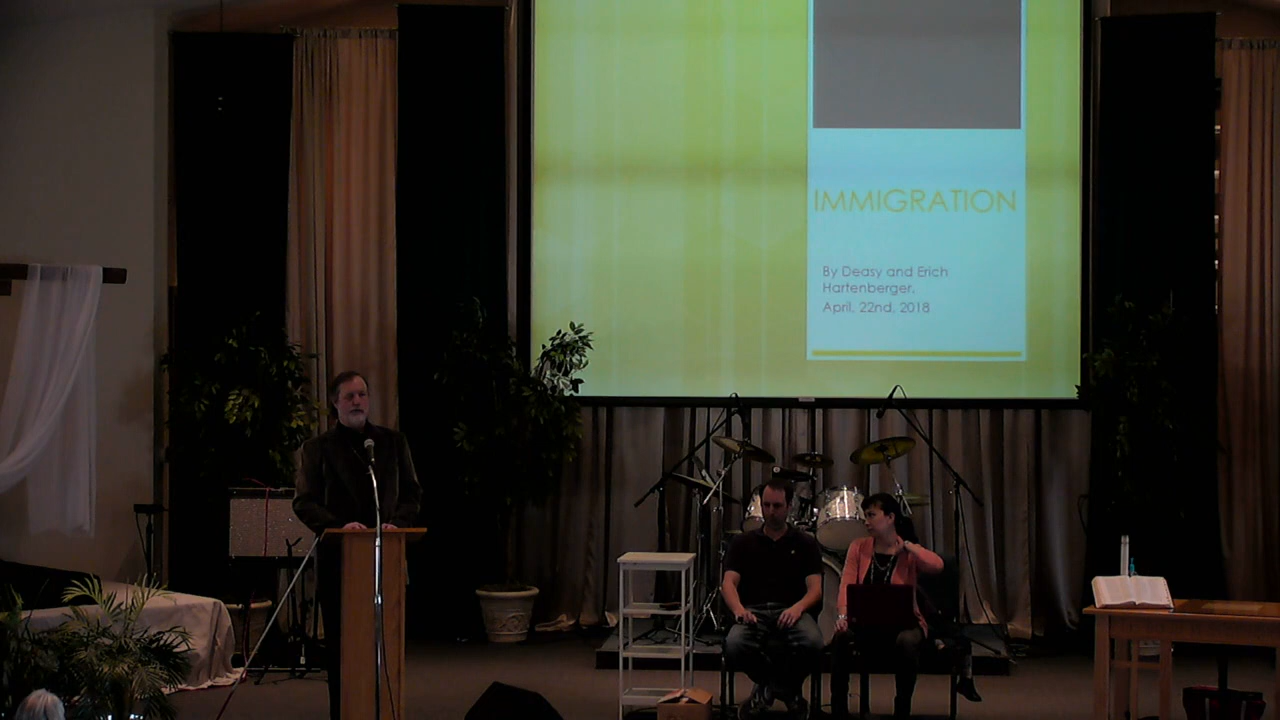 IMMIGRATION
By Deasy and Erich
Hartenberger.
April, 22nd, 2018